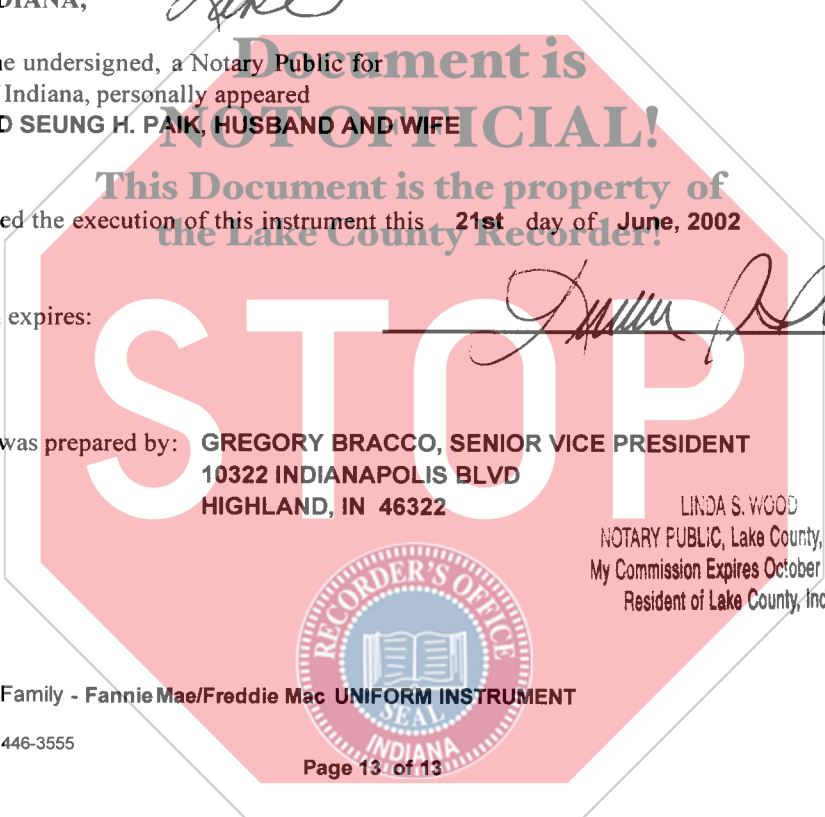 DIANA,
Document is
ne undersigned, a Notary Public for
Indiana, personally appeared
NOT OFFICIAL!
D SEUNG H. PAIK, HUSBAND AND WIFE
This Document is the property of
ed the execution of this instrument this 21st day of June, 2002
the Lake County Recorder!
expires:
STOP
was prepared by: GREGORY BRACCO, SENIOR VICE PRESIDENT
10322 INDIANAPOLIS BLVD
HIGHLAND, IN 46322
LINDA S. WOOD
NOTARY PUBLIC, Lake County,
My Commission Expires October
Resident of Lake County, Ind
RECORDER'S OFFICE
SEAL
INDIANA
Family - Fannie Mae/Freddie Mac UNIFORM INSTRUMENT
446-3555
Page 13 of 13